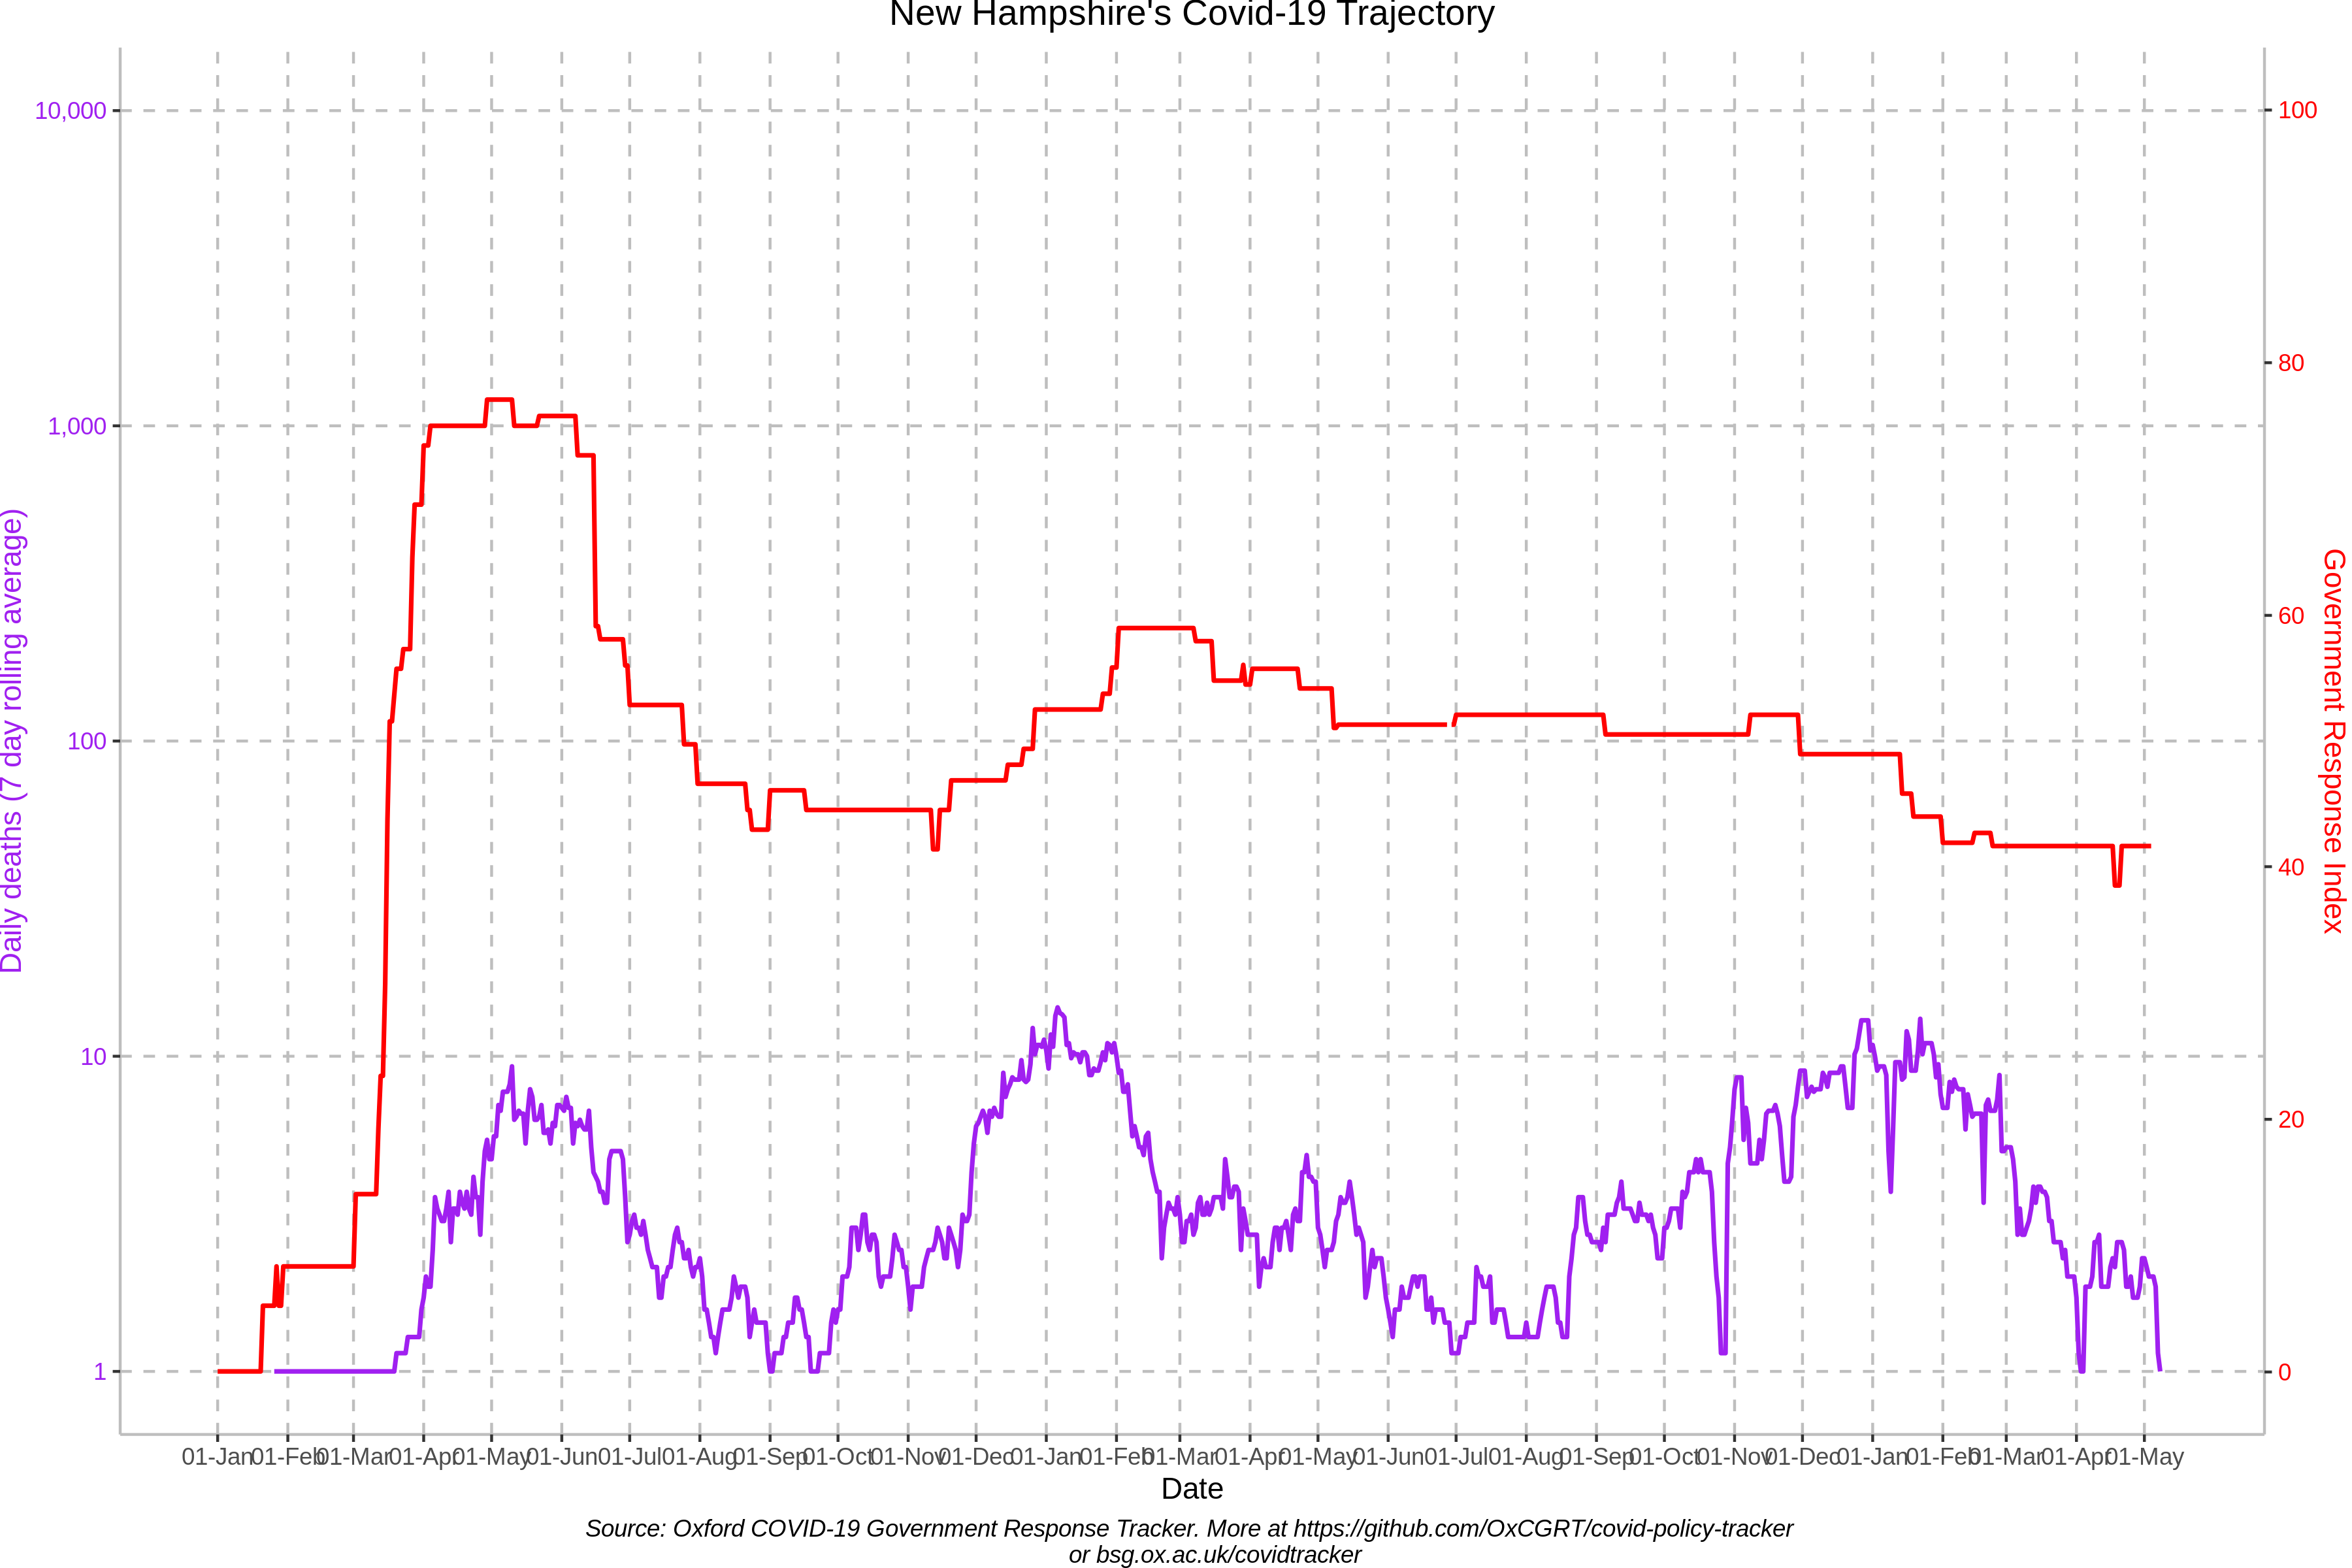 New Hampshire's Covid-19 Trajectory
10,000
1,000
100
10
1
Daily deaths (7 day rolling average)
100
80
60
40
20
0
Government Response Index
01-Jan 01-Feb 01-Mar 01-Apr 01-May 01-Jun 01-Jul 01-Aug 01-Sep 01-Oct 01-Nov 01-Dec 01-Jan 01-Feb 01-Mar 01-Apr 01-May 01-Jun 01-Jul 01-Aug 01-Sep 01-Oct 01-Nov 01-Dec 01-Jan 01-Feb 01-Mar 01-Apr 01-May
Date
Source: Oxford COVID-19 Government Response Tracker. More at https://github.com/OxCGRT/covid-policy-tracker
or bsg.ox.ac.uk/covidtracker